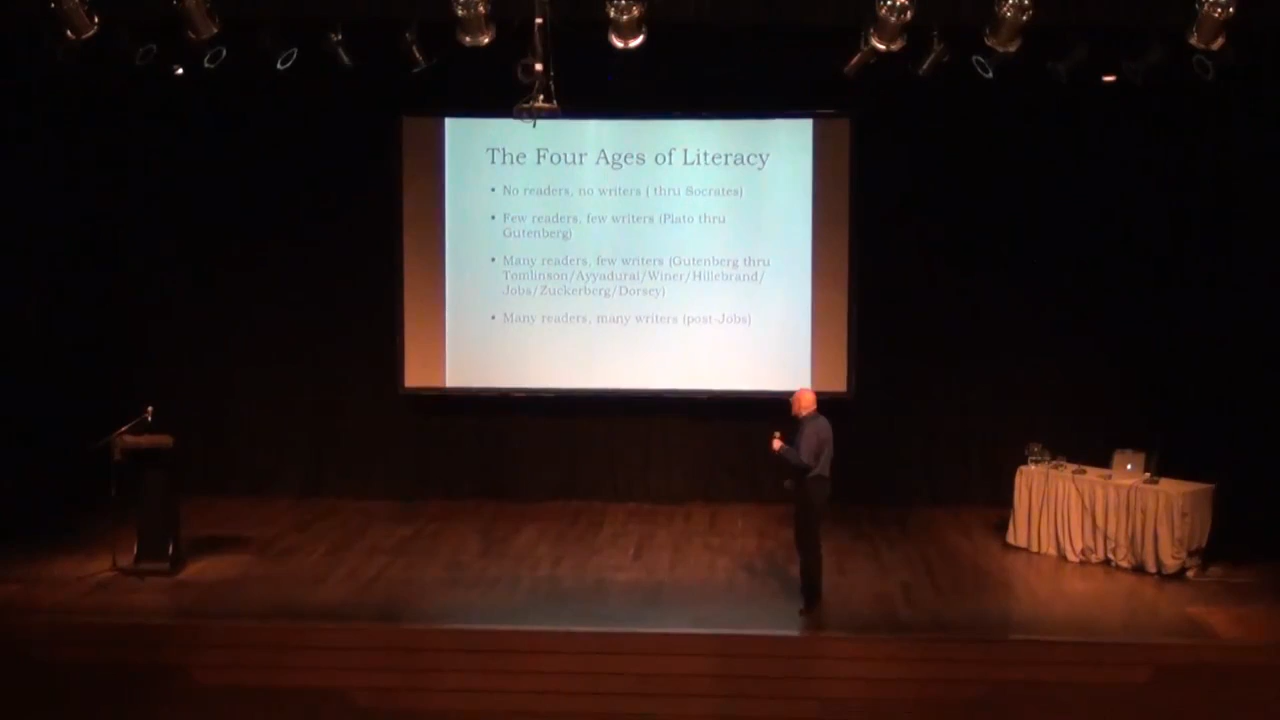 The Four Ages of Literacy
• No readers, no writers ( thru Socrates)
• Few readers, few writers (Plato thru
Gutenberg)
• Many readers, few writers (Gutenberg thru
Tomlinson/Ayyadurai/Winer/Hillebrand/
Jobs/Zuckerberg/Dorsey)
• Many readers, many writers (post-Jobs)